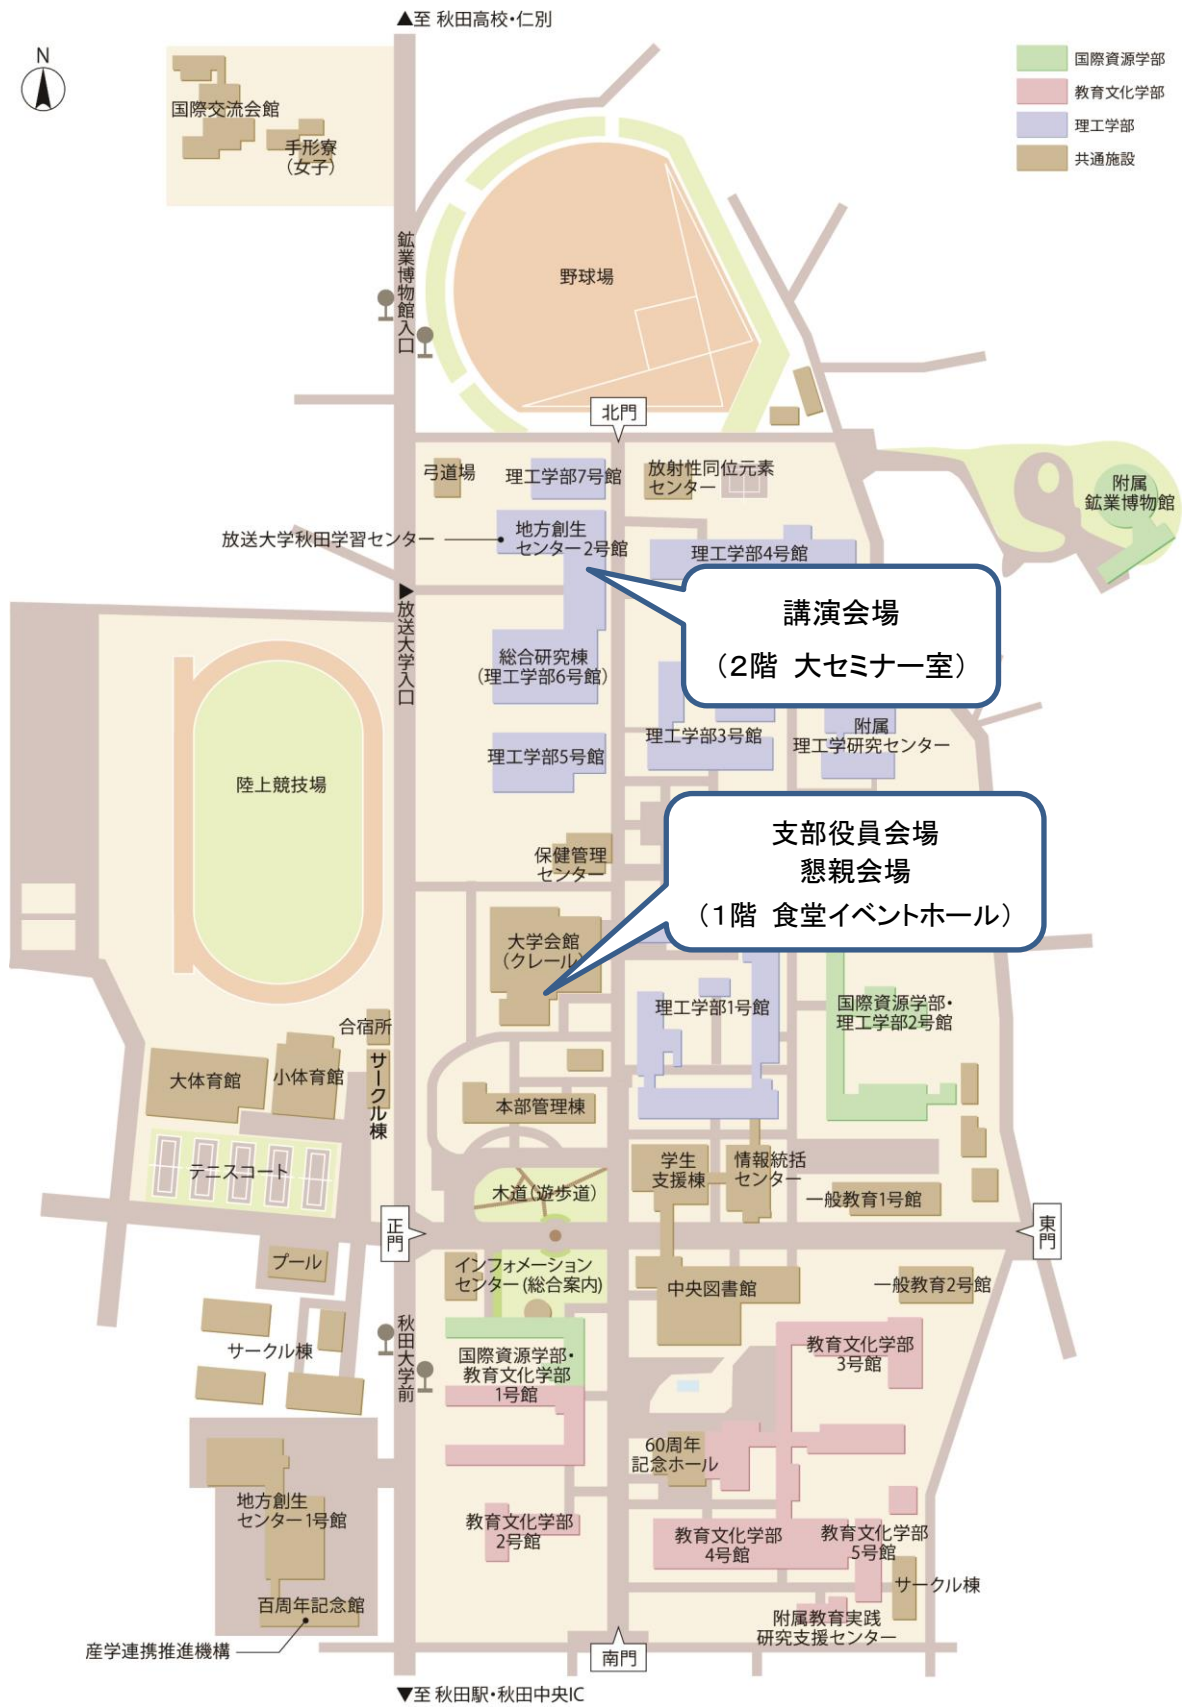 ▲至 秋田高校・仁別
N
国際資源学部
教育文化学部
理工学部
共通施設
国際交流会館
手形寮
(女子)
鉱業博物館入口
野球場
北門
弓道場
理工学部7号館
放射性同位元素
センター
附属
鉱業博物館
放送大学秋田学習センター
地方創生
センター2号館
理工学部4号館
▶放送大学入口
講演会場
(2階 大セミナー室)
総合研究棟
(理工学部6号館)
理工学部3号館
附属
理工学研究センター
理工学部5号館
陸上競技場
支部役員会場
懇親会場
(1階 食堂イベントホール)
保健管理
センター
大学会館
(クレール)
理工学部1号館
国際資源学部・
理工学部2号館
合宿所
サークル棟
大体育館
小体育館
本部管理棟
テニスコート
木道(遊歩道)
学生
支援棟
情報統括
センター
一般教育1号館
正門
東門
プール
インフォメーション
センター(総合案内)
中央図書館
一般教育2号館
秋田大学前
サークル棟
国際資源学部・
教育文化学部
1号館
教育文化学部
3号館
60周年
記念ホール
地方創生
センター1号館
教育文化学部
2号館
教育文化学部
4号館
教育文化学部
5号館
サークル棟
百周年記念館
附属教育実践
研究支援センター
産学連携推進機構
南門
▼至 秋田駅・秋田中央IC